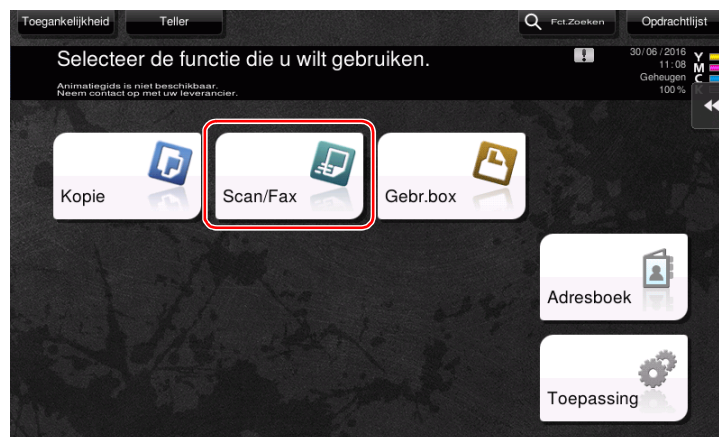 Toegankelijkheid Teller Fct.Zoeken Opdrachtlijst
Selecteer de functie die u wilt gebruiken.
Animatiegids is niet beschikbaar.
Neem contact op met uw leverancier.
30/06/2016
11:08
Geheugen
100 %
Y
M
C
K
Kopie Scan/Fax Gebr.box
Adresboek
Toepassing